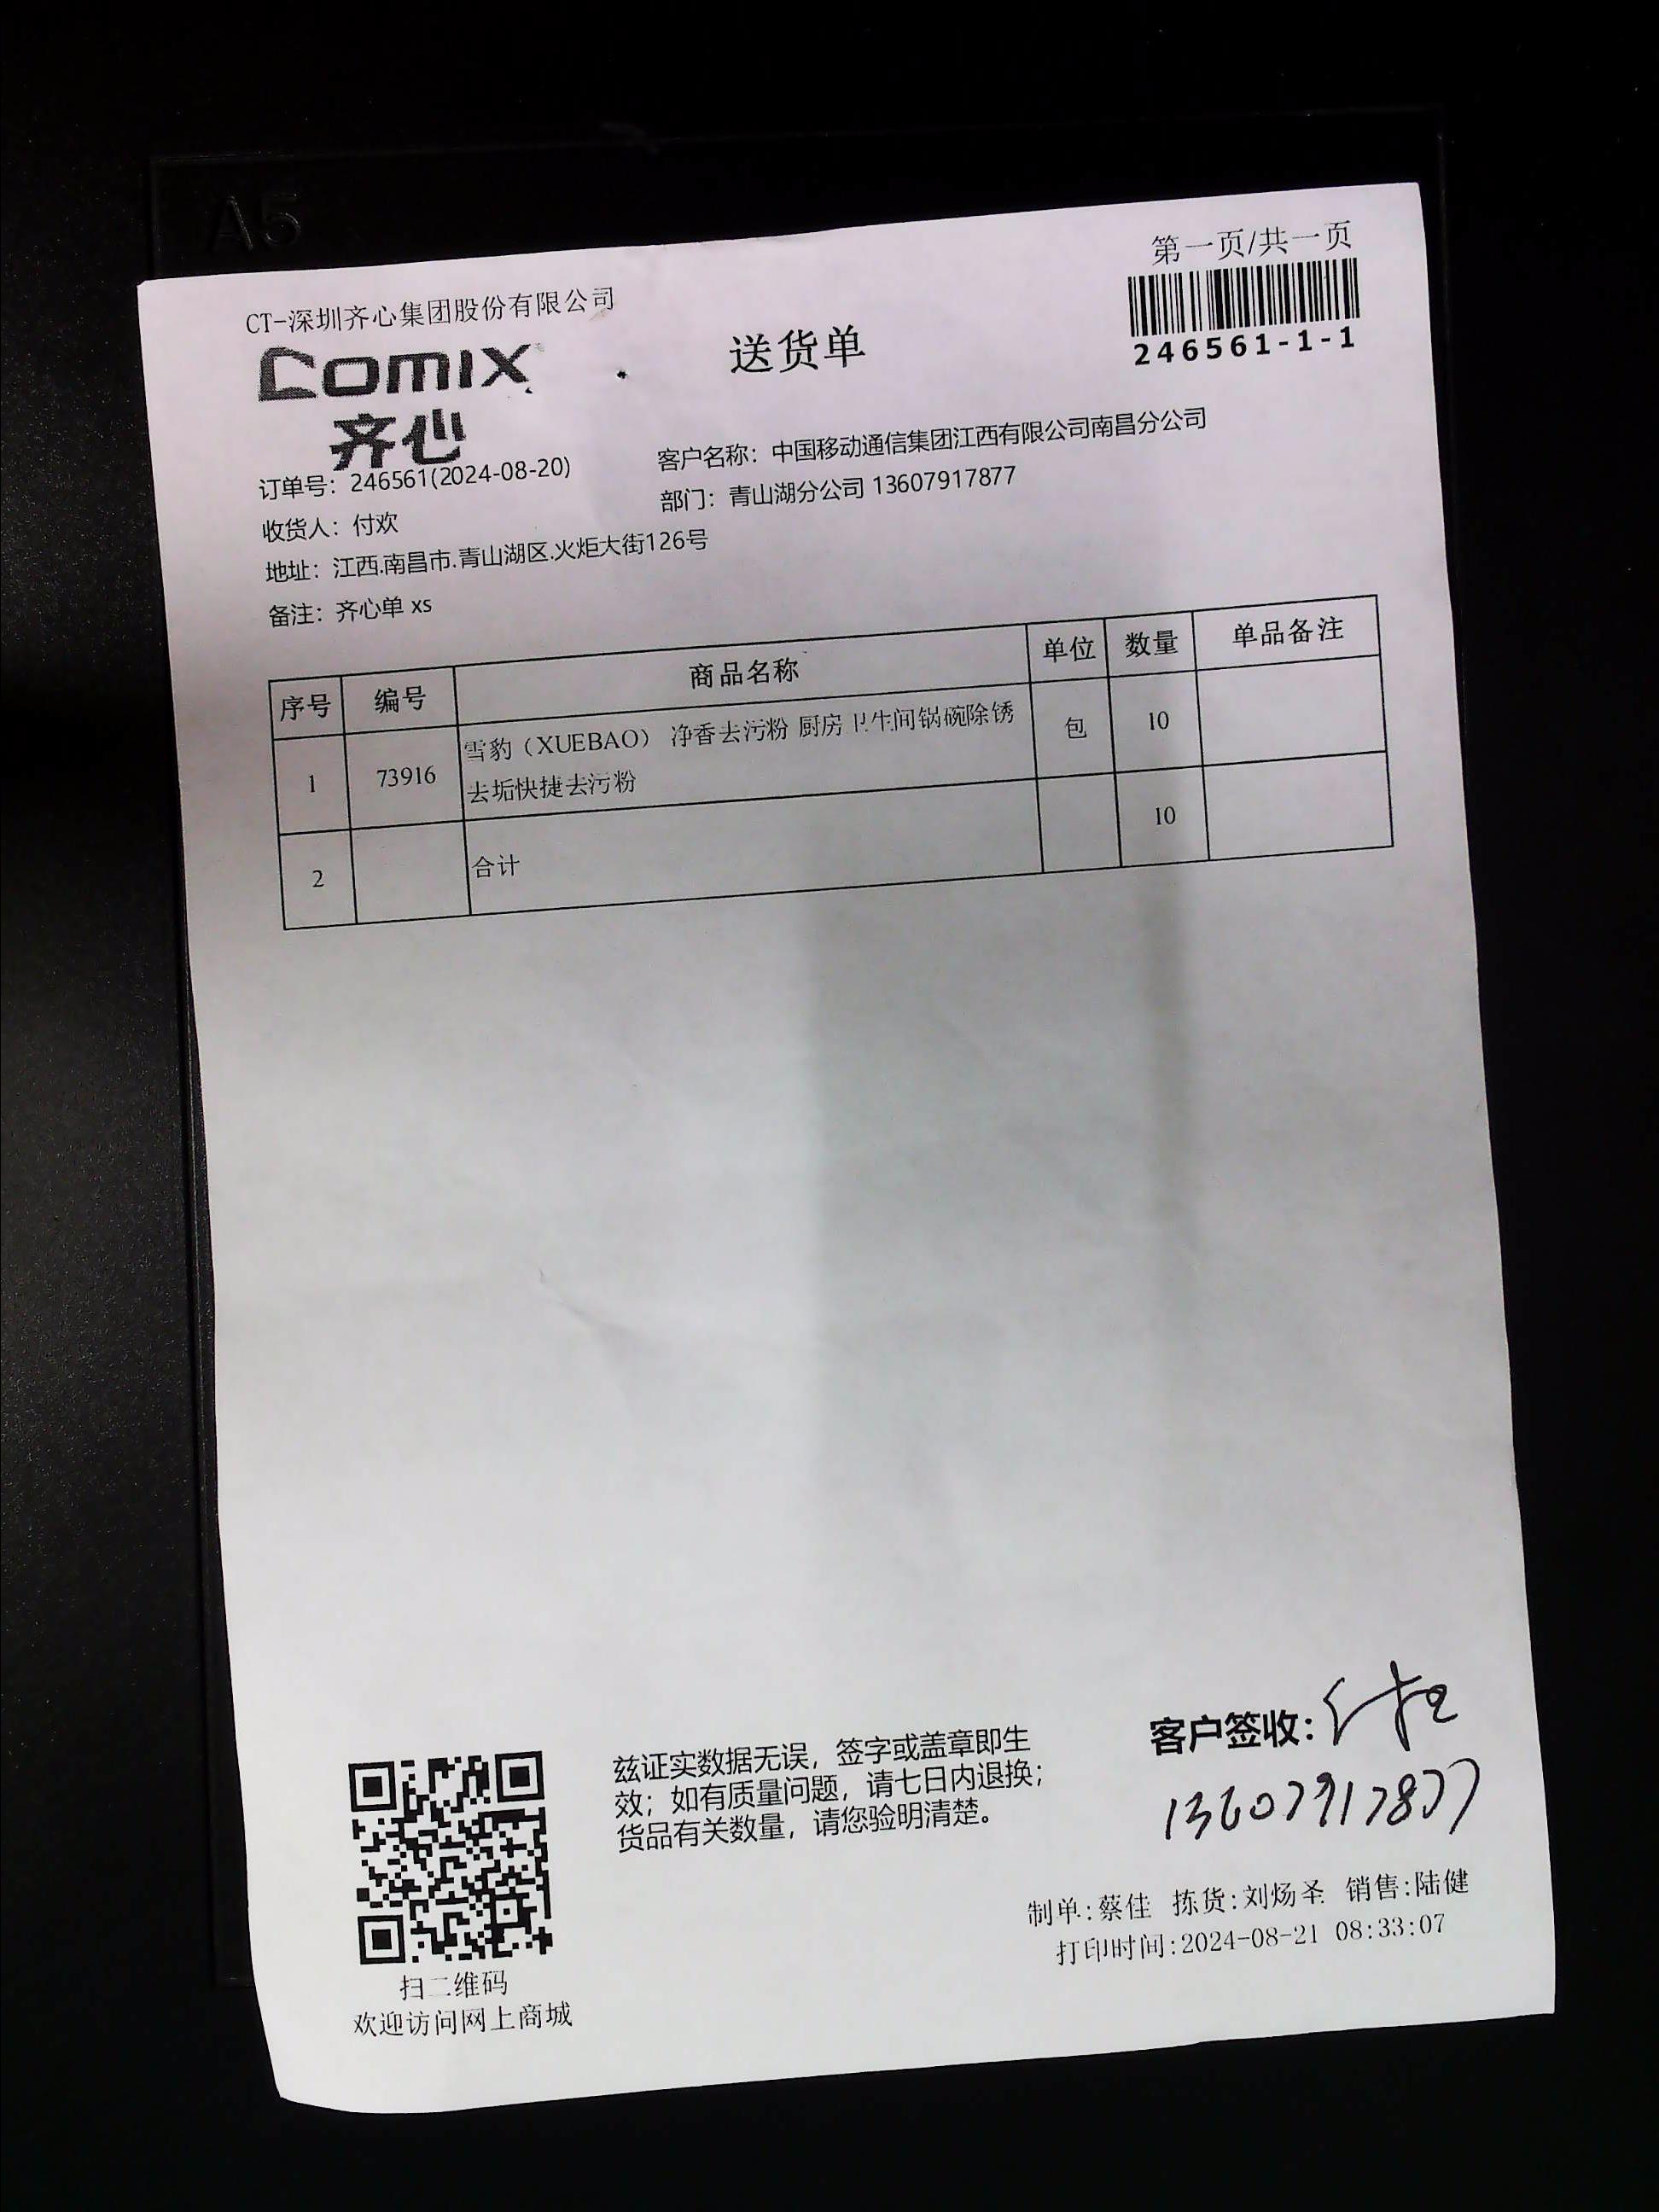 A5
第一页/共一页
CT-深圳齐心集团股份有限公司
246561-1-1
comix
齐心
送货单
订单号：246561(2024-08-20)
客户名称：中国移动通信集团江西有限公司南昌分公司
收货人：付欢
部门：青山湖分公司 13607917877
地址：江西.南昌市.青山湖区.火炬大街126号
备注：齐心单 xs
序号 编号 商品名称 单位 数量 单品备注
1 73916 雪豹（XUEBAO） 净香去污粉 厨房卫生间锅碗除锈 包 10
去垢快捷去污粉
2 合计 10
兹证实数据无误，签字或盖章即生
效；如有质量问题，请七日内退换；
货品有关数量，请您验明清楚。
客户签收：
13607917877
制单:蔡佳 拣货:刘炀圣 销售:陆健
打印时间:2024-08-21 08:33:07
扫二维码
欢迎访问网上商城